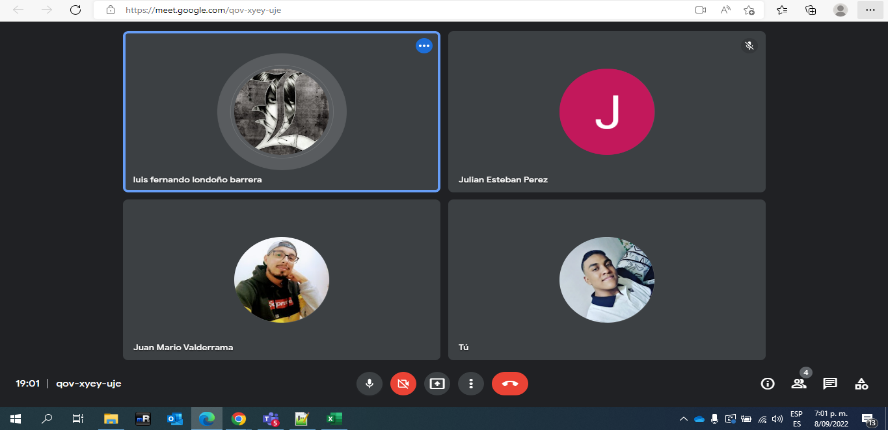 https://meet.google.com/qov-xyey-uje
luis fernando londoño barrera
J
Julian Esteban Perez
Juan Mario Valderrama
Tú
19:01 | qov-xyey-uje
4
ESP
ES
7:01 p. m.
8/09/2022
13